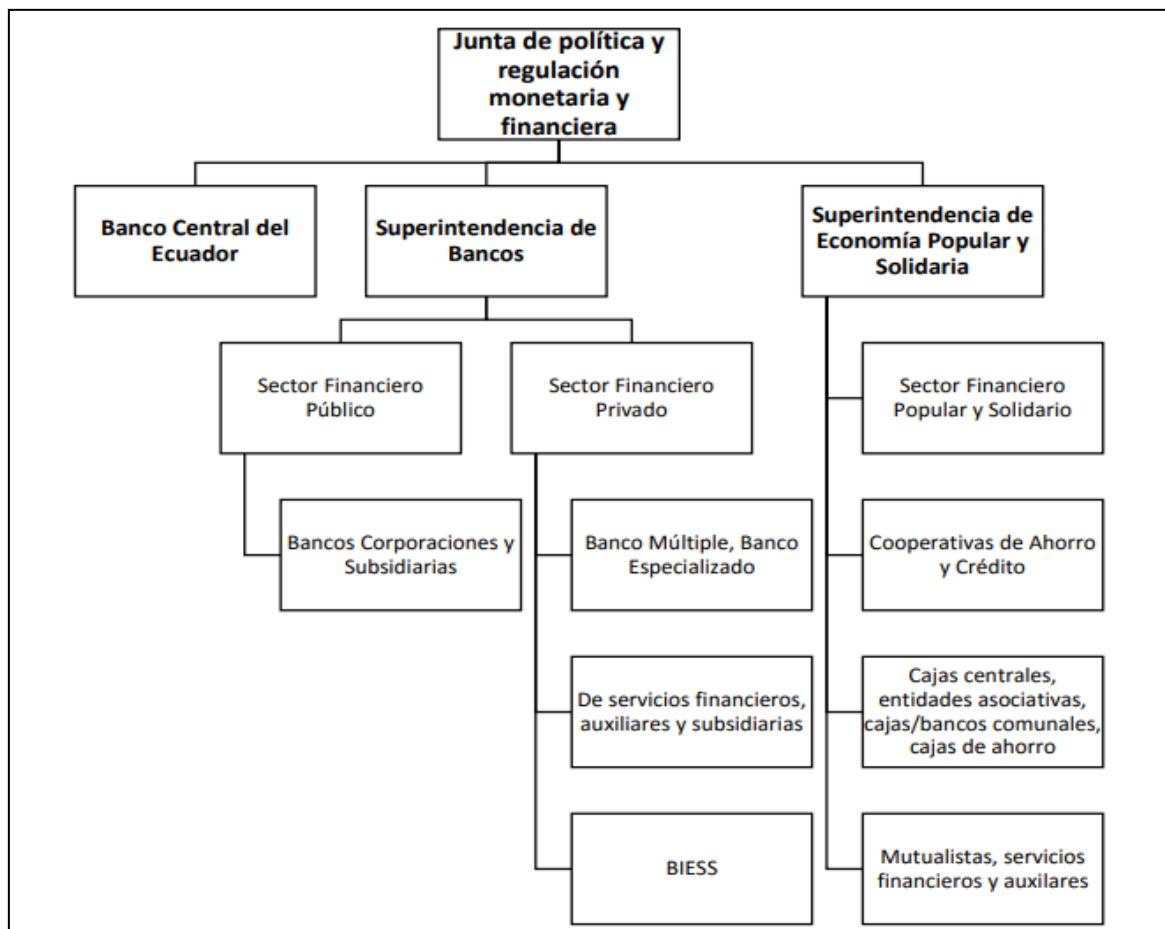 Junta de política y
regulación
monetaria y
financiera
Banco Central del
Ecuador
Superintendencia de
Bancos
Superintendencia de
Economía Popular y
Solidaria
Sector Financiero
Público
Sector Financiero
Privado
Sector Financiero
Popular y Solidario
Bancos Corporaciones y
Subsidiarias
Banco Múltiple, Banco
Especializado
Cooperativas de Ahorro
y Crédito
De servicios financieros,
auxiliares y subsidiarias
Cajas centrales,
entidades asociativas,
cajas/bancos comunales,
cajas de ahorro
BIESS
Mutualistas, servicios
financieros y auxilares